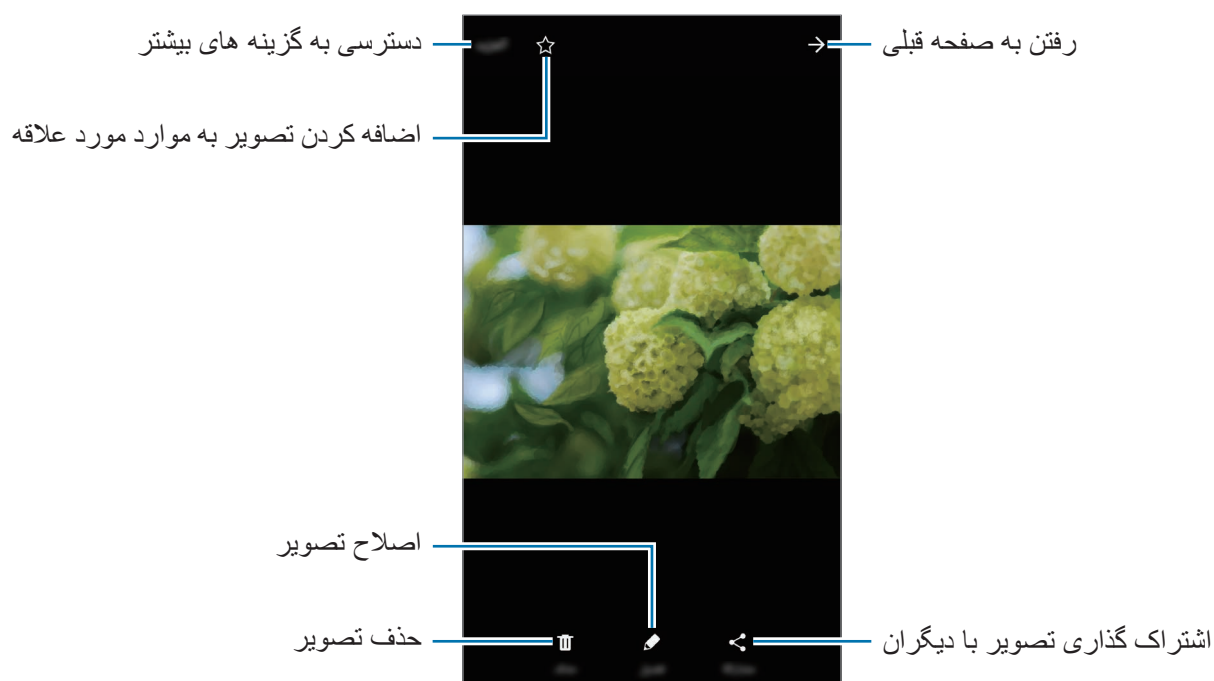 دسترسی به گزینه های بیشتر
رفتن به صفحه قبلی
اضافه کردن تصویر به موارد مورد علاقه
اصلاح تصویر
حذف تصویر
اشتراک گذاری تصویر با دیگران